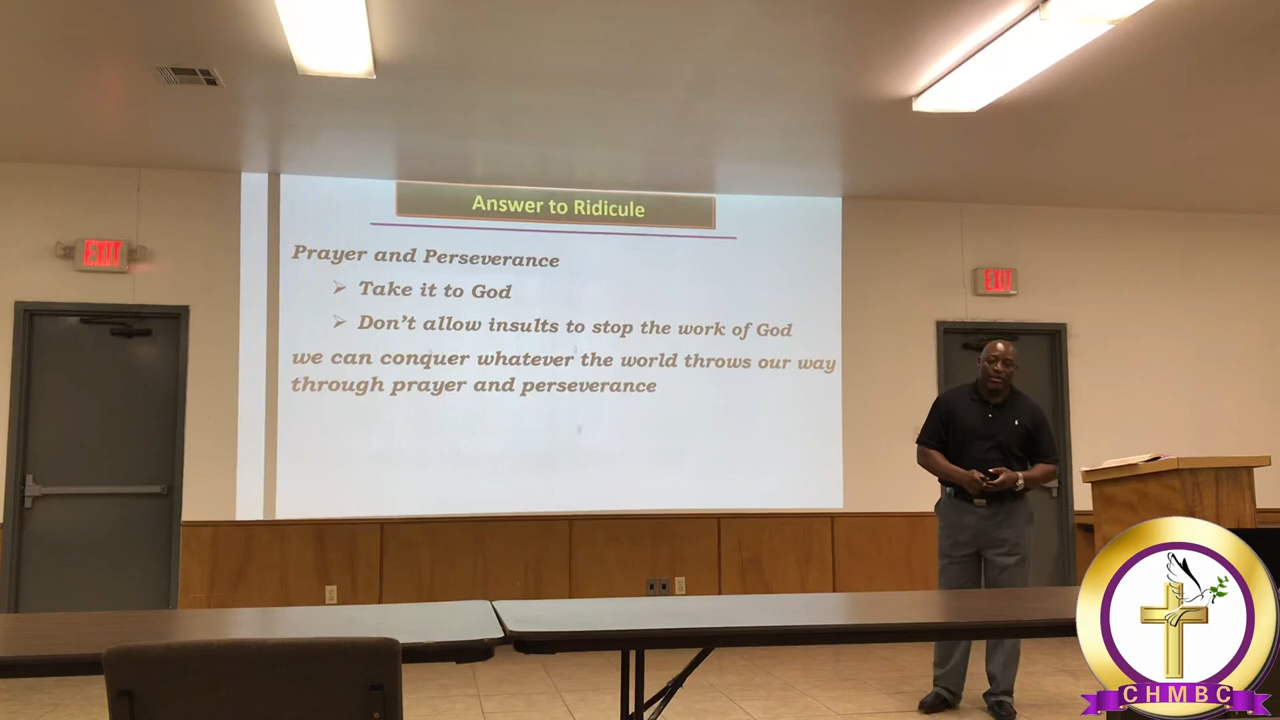 Answer to Ridicule
Prayer and Perseverance
EXIT
EXIT
➢ Take it to God
➢ Don't allow insults to stop the work of God
we can conquer whatever the world throws our way
through prayer and perseverance
CHMBC